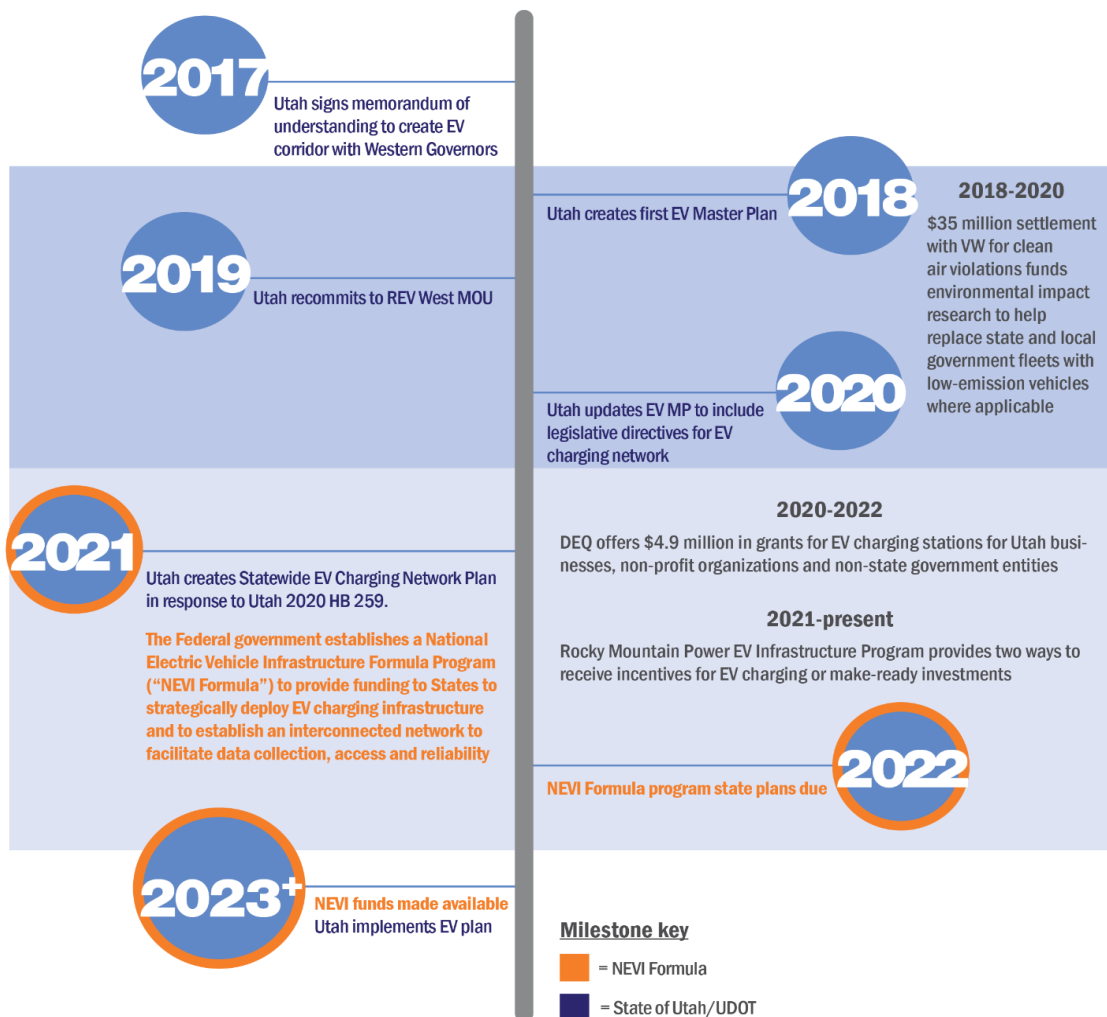 2017
Utah signs memorandum of
understanding to create EV
corridor with Western Governors
2018
Utah creates first EV Master Plan
2018-2020
$35 million settlement
with VW for clean
air violations funds
environmental impact
research to help
replace state and local
government fleets with
low-emission vehicles
where applicable
2019
Utah recommits to REV West MOU
2020
Utah updates EV MP to include
legislative directives for EV
charging network
2021
Utah creates Statewide EV Charging Network Plan
in response to Utah 2020 HB 259.
The Federal government establishes a National
Electric Vehicle Infrastructure Formula Program
(“NEVI Formula”) to provide funding to States to
strategically deploy EV charging infrastructure
and to establish an interconnected network to
facilitate data collection, access and reliability
2020-2022
DEQ offers $4.9 million in grants for EV charging stations for Utah busi-
nesses, non-profit organizations and non-state government entities
2021-present
Rocky Mountain Power EV Infrastructure Program provides two ways to
receive incentives for EV charging or make-ready investments
2022
NEVI Formula program state plans due
2023+
NEVI funds made available
Utah implements EV plan
Milestone key
= NEVI Formula
= State of Utah/UDOT